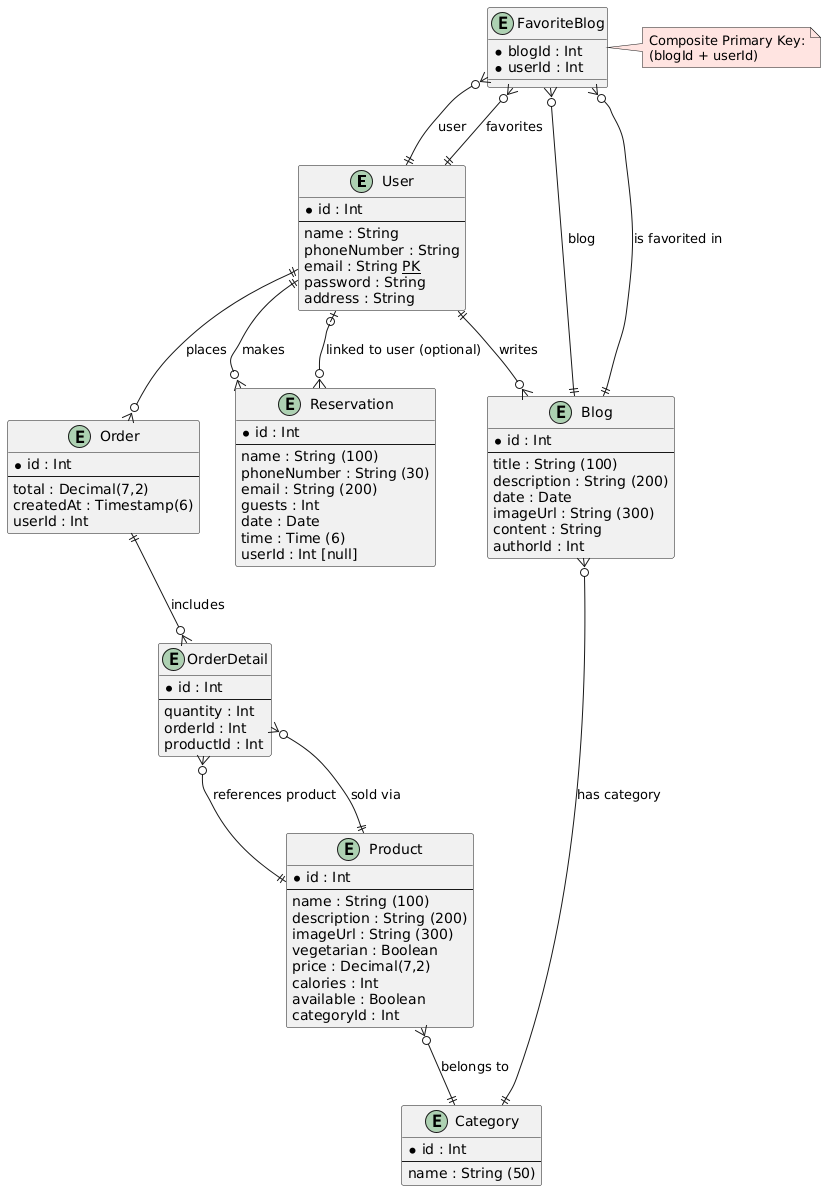 E FavoriteBlog
blogId : Int
userId : Int
Composite Primary Key:
(blogId + userId)
user
favorites
blog
is favorited in
E User
id : Int
name : String
phoneNumber : String
email : String PK
password : String
address : String
places
makes
linked to user (optional)
writes
E Order
id : Int
total : Decimal(7,2)
createdAt : Timestamp(6)
userId : Int
E Reservation
id : Int
name : String (100)
phoneNumber : String (30)
email : String (200)
guests : Int
date : Date
time : Time (6)
userId : Int [null]
E Blog
id : Int
title : String (100)
description : String (200)
date : Date
imageUrl : String (300)
content : String
authorId : Int
includes
E OrderDetail
id : Int
quantity : Int
orderId : Int
productId : Int
references product
sold via
has category
E Product
id : Int
name : String (100)
description : String (200)
imageUrl : String (300)
vegetarian : Boolean
price : Decimal(7,2)
calories : Int
available : Boolean
categoryId : Int
belongs to
E Category
id : Int
name : String (50)